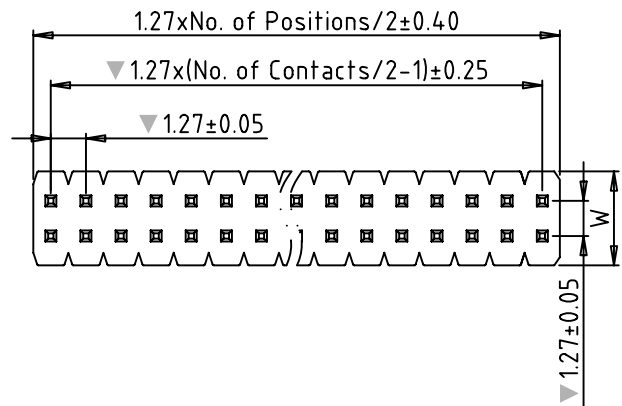 1.27xNo. of Positions/2±0.40
▼ 1.27x(No. of Contacts/2-1)±0.25
▼ 1.27±0.05
W
▼ 1.27±0.05